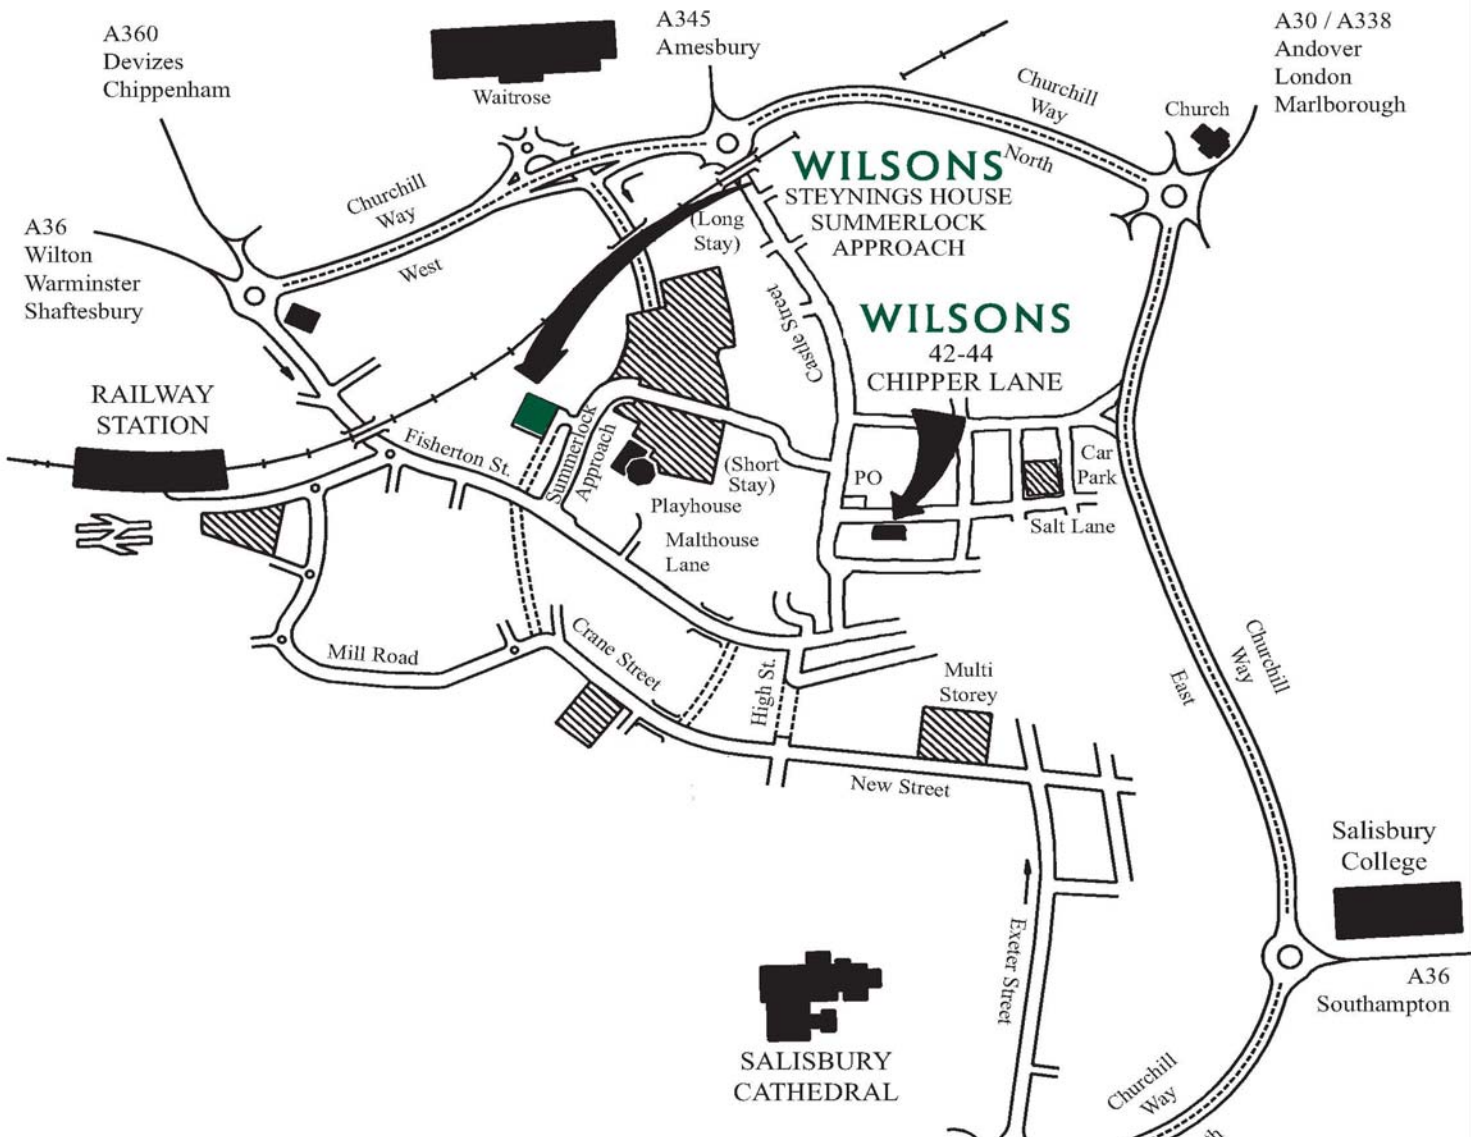 A360
Devizes
Chippenham
Waitrose
A345
Amesbury
A30 / A338
Andover
London
Marlborough
Churchill
Way
North
Church
WILSONS
STEYNINGS HOUSE
SUMMERLOCK
APPROACH
Churchill
Way
West
A36
Wilton
Warminster
Shaftesbury
(Long
Stay)
Castle Street
WILSONS
42-44
CHIPPER LANE
RAILWAY
STATION
Fisherton St.
Summerlock
Approach
(Short
Stay)
PO
Car
Park
Playhouse
Salt Lane
Malthouse
Lane
Mill Road
Crane Street
High St.
Multi
Storey
Churchill
Way
East
New Street
Salisbury
College
Exeter Street
A36
Southampton
SALISBURY
CATHEDRAL
Churchill
Way